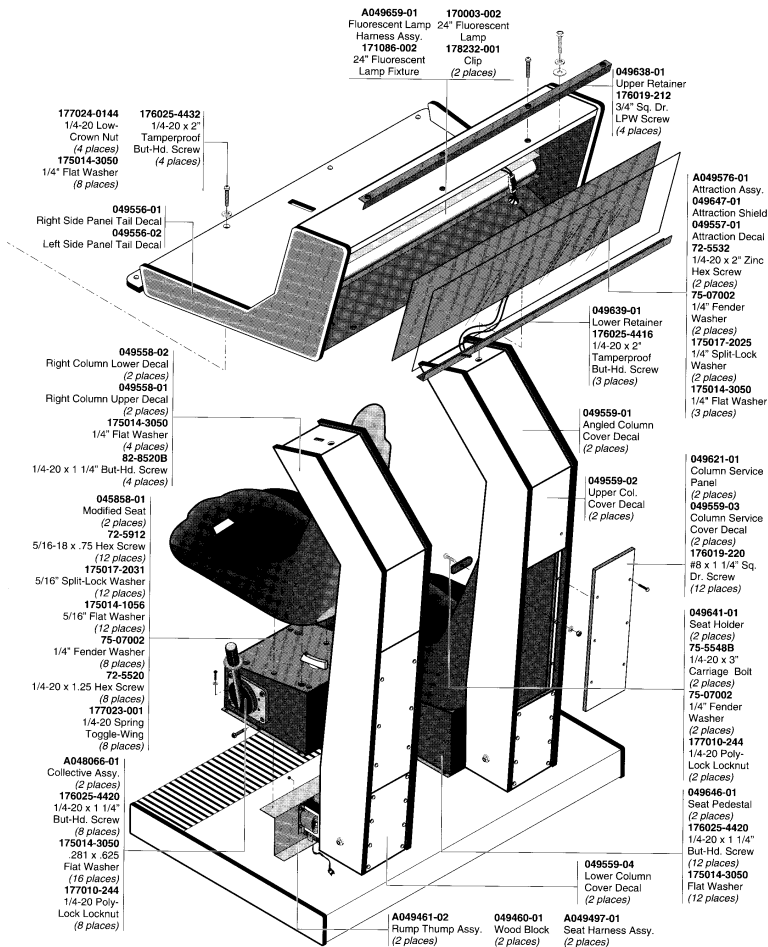 A049659-01
Fluorescent Lamp
Harness Assy.
171086-002
24" Fluorescent
Lamp Fixture
170003-002
24" Fluorescent
Lamp
178232-001
Clip
(2 places)
049638-01
Upper Retainer
176019-212
3/4" Sq. Dr.
LPW Screw
(4 places)
177024-0144
1/4-20 Low-
Crown Nut
(4 places)
175014-3050
1/4" Flat Washer
(8 places)
176025-4432
1/4-20 x 2"
Tamperproof
But-Hd. Screw
(4 places)
049556-01
Right Side Panel Tail Decal
049556-02
Left Side Panel Tail Decal
A049576-01
Attraction Assy.
049647-01
Attraction Shield
049557-01
Attraction Decal
72-5532
1/4-20 x 2" Zinc
Hex Screw
(2 places)
75-07002
1/4" Fender
Washer
(2 places)
175017-2025
1/4" Split-Lock
Washer
(2 places)
175014-3050
1/4" Flat Washer
(3 places)
049639-01
Lower Retainer
176025-4416
1/4-20 x 2"
Tamperproof
But-Hd. Screw
(3 places)
049558-02
Right Column Lower Decal
(2 places)
049558-01
Right Column Upper Decal
(2 places)
175014-3050
1/4" Flat Washer
(4 places)
82-8520B
1/4-20 x 1 1/4" But-Hd. Screw
(4 places)
049559-01
Angled Column
Cover Decal
(2 places)
049559-02
Upper Col.
Cover Decal
(2 places)
049621-01
Column Service
Panel
(2 places)
049559-03
Column Service
Cover Decal
(2 places)
176019-220
#8 x 1 1/4" Sq.
Dr. Screw
(12 places)
045858-01
Modified Seat
(2 places)
72-5912
5/16-18 x .75 Hex Screw
(12 places)
175017-2031
5/16" Split-Lock Washer
(12 places)
175014-1056
5/16" Flat Washer
(12 places)
75-07002
1/4" Fender Washer
(8 places)
72-5520
1/4-20 x 1.25 Hex Screw
(8 places)
177023-001
1/4-20 Spring
Toggle-Wing
(8 places)
049641-01
Seat Holder
(2 places)
75-5548B
1/4-20 x 3"
Carriage Bolt
(2 places)
75-07002
1/4" Fender
Washer
(2 places)
177010-244
1/4-20 Poly-
Lock Locknut
(2 places)
A048066-01
Collective Assy.
(2 places)
176025-4420
1/4-20 x 1 1/4"
But-Hd. Screw
(8 places)
175014-3050
.281 x .625
Flat Washer
(16 places)
177010-244
1/4-20 Poly-
Lock Locknut
(8 places)
049646-01
Seat Pedestal
(2 places)
176025-4420
1/4-20 x 1 1/4"
But-Hd. Screw
(12 places)
175014-3050
Flat Washer
(12 places)
049559-04
Lower Column
Cover Decal
(2 places)
A049461-02
Rump Thump Assy.
(2 places)
049460-01
Wood Block
(2 places)
A049497-01
Seat Harness Assy.
(2 places)